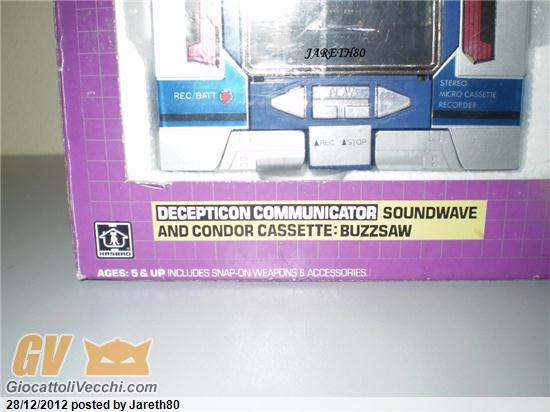 JARETH80
REC/BATT
PLAY
STEREO
MICRO CASSETTE
RECORDER
▲REC ▲STOP
DECEPTICON COMMUNICATOR SOUNDWAVE
AND CONDOR CASSETTE: BUZZSAW
HASBRO
AGES: 5 & UP INCLUDES SNAP-ON WEAPONS & ACCESSORIES.
GV
GiocattoliVecchi.com
28/12/2012 posted by Jareth80